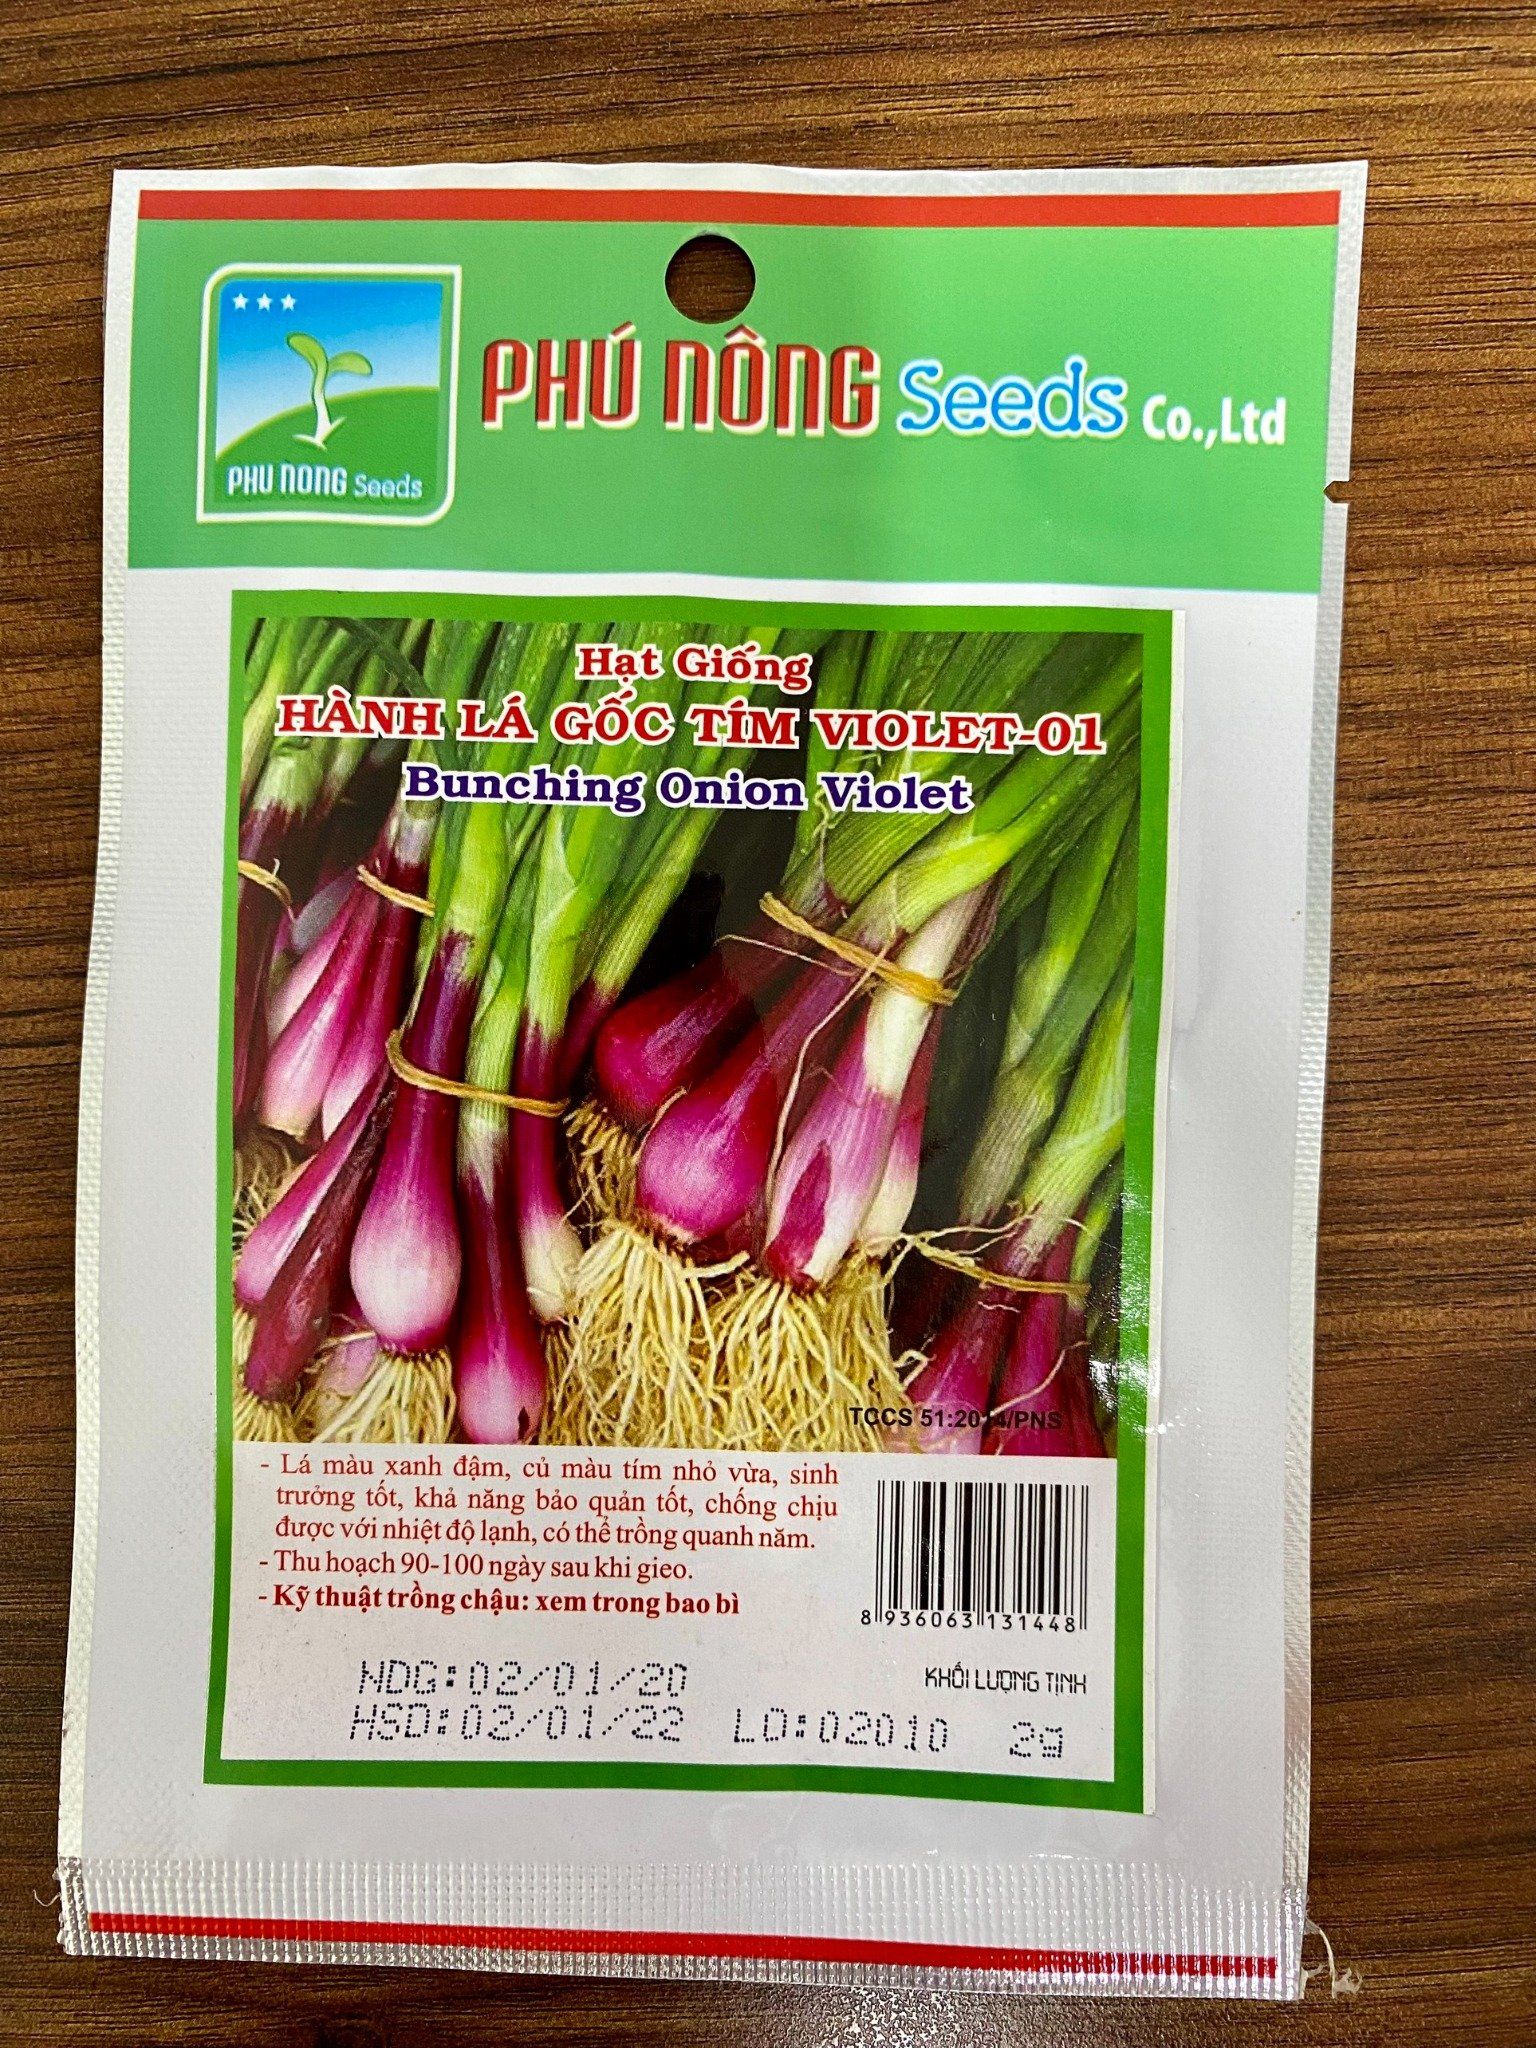 PHÚ NÔNG Seeds Co.,Ltd
PHU NONG Seeds
Hạt Giống
HÀNH LÁ GỐC TÍM VIOLET-01
Bunching Onion Violet
TCCS 51:2014/PNS
- Lá màu xanh đậm, củ màu tím nhỏ vừa, sinh
trưởng tốt, khả năng bảo quản tốt, chống chịu
được với nhiệt độ lạnh, có thể trồng quanh năm.
- Thu hoạch 90-100 ngày sau khi gieo.
- Kỹ thuật trồng chậu: xem trong bao bì
8 936063 131448
NDG:02/01/20
HSD:02/01/22 LO:02010
KHỐI LƯỢNG TỊNH
2g